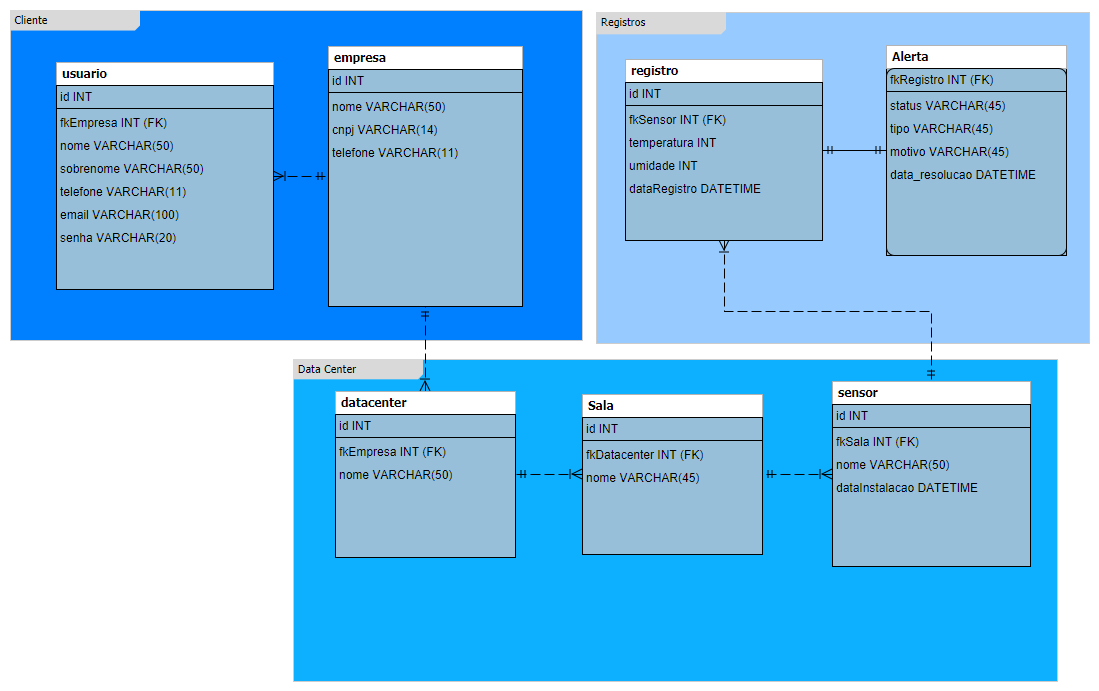 Cliente
usuario
id INT
fkEmpresa INT (FK)
nome VARCHAR(50)
sobrenome VARCHAR(50)
telefone VARCHAR(11)
email VARCHAR(100)
senha VARCHAR(20)
empresa
id INT
nome VARCHAR(50)
cnpj VARCHAR(14)
telefone VARCHAR(11)
Registros
registro
id INT
fkSensor INT (FK)
temperatura INT
umidade INT
dataRegistro DATETIME
Alerta
fkRegistro INT (FK)
status VARCHAR(45)
tipo VARCHAR(45)
motivo VARCHAR(45)
data_resolucao DATETIME
Data Center
datacenter
id INT
fkEmpresa INT (FK)
nome VARCHAR(50)
Sala
id INT
fkDatacenter INT (FK)
nome VARCHAR(45)
sensor
id INT
fkSala INT (FK)
nome VARCHAR(50)
dataInstalacao DATETIME